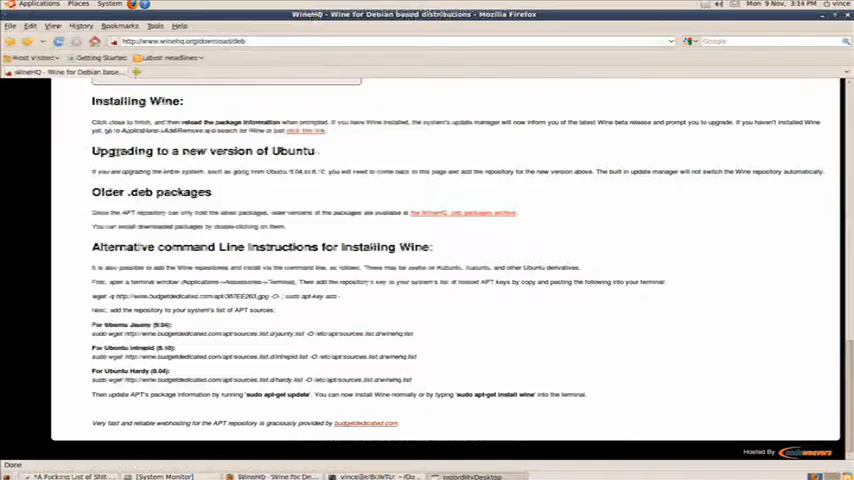 Applications Places System
Mon 9 Nov, 3:14 PM vince
WineHQ - Wine for Debian based distributions - Mozilla Firefox
File Edit View History Bookmarks Tools Help
http://www.winehq.org/download/deb
Google
Most Visited Getting Started Latest Headlines
WineHQ - Wine for Debian base...
Installing Wine:
Click close to finish, and then reload the package information when prompted. If you have Wine installed, the system's update manager will now inform you of the latest Wine beta release and prompt you to upgrade. If you haven't installed Wine
yet, go to Applications->Add/Remove and search for Wine or just click this link.
Upgrading to a new version of Ubuntu
If you are upgrading the entire system, such as going from Ubuntu 8.04 to 8.10, you will need to come back to this page and add the repository for the new version above. The built in update manager will not switch the Wine repository automatically.
Older .deb packages
Since the APT repository can only hold the latest packages, older versions of the packages are available at the WineHQ .deb packages archive.
You can install downloaded packages by double-clicking on them.
Alternative command Line Instructions for Installing Wine:
It is also possible to add the Wine repositories and install via the command line, as follows. These may be useful on Kubuntu, Xubuntu, and other Ubuntu derivatives.
First, open a terminal window (Applications->Accessories->Terminal). Then add the repository's key to your system's list of trusted APT keys by copy and pasting the following into your terminal:
wget -q http://www.budgetdedicated.com/apt/387EE263.gpg -O- | sudo apt-key add -
Next, add the repository to your system's list of APT sources:
For Ubuntu Jaunty (9.04):
sudo wget http://www.budgetdedicated.com/apt/sources.list.d/jaunty.list -O /etc/apt/sources.list.d/winehq.list
For Ubuntu Intrepid (8.10):
sudo wget http://www.budgetdedicated.com/apt/sources.list.d/intrepid.list -O /etc/apt/sources.list.d/winehq.list
For Ubuntu Hardy (8.04):
sudo wget http://www.budgetdedicated.com/apt/sources.list.d/hardy.list -O /etc/apt/sources.list.d/winehq.list
Then update APT's package information by running 'sudo apt-get update'. You can now install Wine normally or by typing 'sudo apt-get install wine' into the terminal.
Very fast and reliable webhosting for the APT repository is graciously provided by budgetdedicated.com
Hosted By codeweavers
Done
*A Fucking List of Shit ...
[System Monitor]
WineHQ - Wine for De...
recordMyDesktop